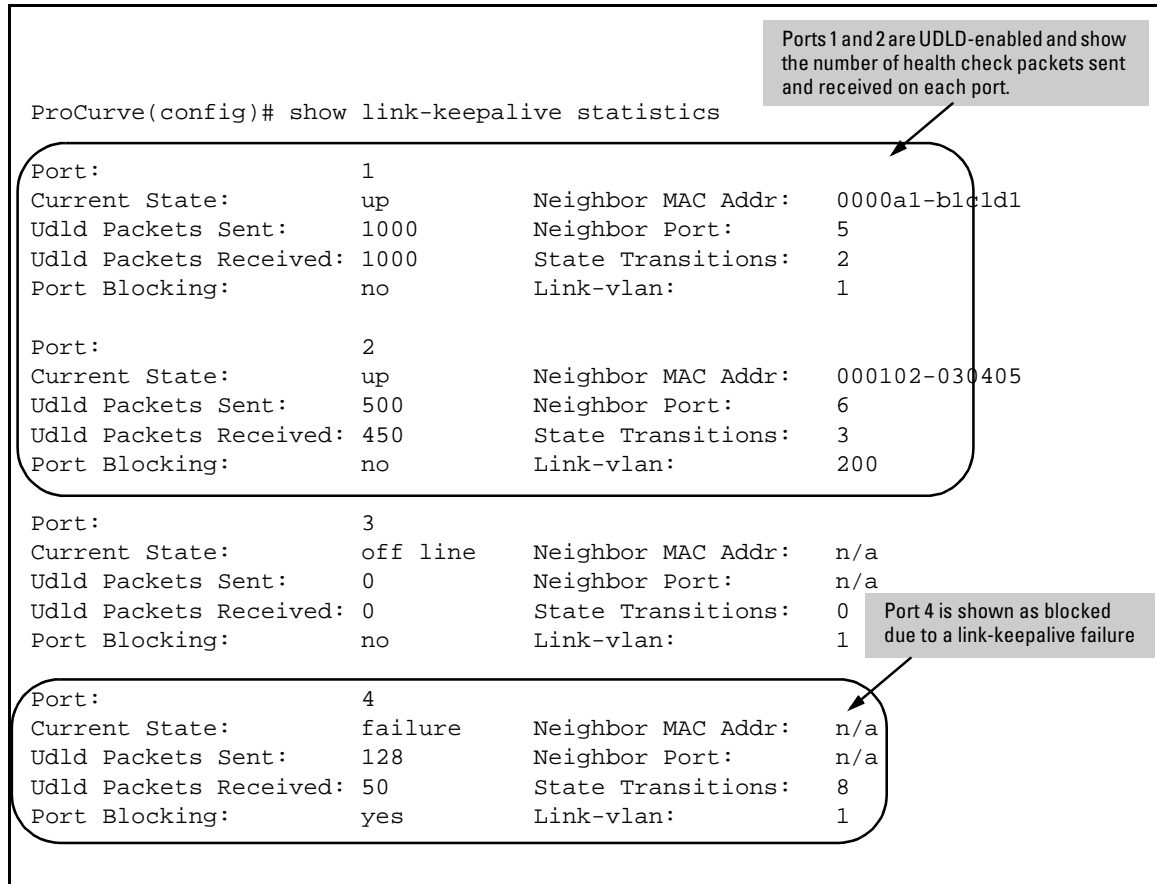 Ports 1 and 2 are UDLD-enabled and show
the number of health check packets sent
and received on each port.
ProCurve(config)# show link-keepalive statistics
Port: 1
Current State: up Neighbor MAC Addr: 0000a1-b1c1d1
Udld Packets Sent: 1000 Neighbor Port: 5
Udld Packets Received: 1000 State Transitions: 2
Port Blocking: no Link-vlan: 1
Port: 2
Current State: up Neighbor MAC Addr: 000102-030405
Udld Packets Sent: 500 Neighbor Port: 6
Udld Packets Received: 450 State Transitions: 3
Port Blocking: no Link-vlan: 200
Port: 3
Current State: off line Neighbor MAC Addr: n/a
Udld Packets Sent: 0 Neighbor Port: n/a
Udld Packets Received: 0 State Transitions: 0
Port Blocking: no Link-vlan: 1
Port 4 is shown as blocked
due to a link-keepalive failure
Port: 4
Current State: failure Neighbor MAC Addr: n/a
Udld Packets Sent: 128 Neighbor Port: n/a
Udld Packets Received: 50 State Transitions: 8
Port Blocking: yes Link-vlan: 1